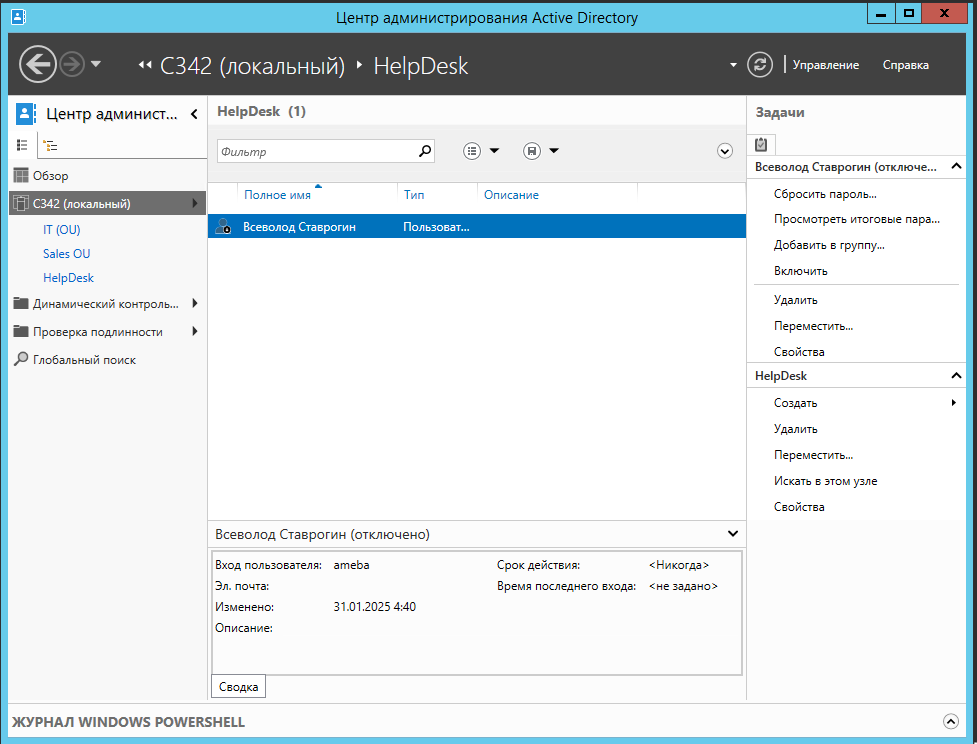 Центр администрирования Active Directory
C342 (локальный) HelpDesk
Управление
Справка
Центр админист...
Обзор
C342 (локальный)
IT (OU)
Sales OU
HelpDesk
Динамический контроль...
Проверка подлинности
Глобальный поиск
HelpDesk (1)
Фильтр
Полное имя Тип Описание
Всеволод Ставрогин Пользоват...
Всеволод Ставрогин (отключено)
Вход пользователя: ameba Срок действия: <Никогда>
Эл. почта: Время последнего входа: <не задано>
Изменено: 31.01.2025 4:40
Описание:
Сводка
Задачи
Всеволод Ставрогин (отключе...
Сбросить пароль...
Просмотреть итоговые пара...
Добавить в группу...
Включить
Удалить
Переместить...
Свойства
HelpDesk
Создать
Удалить
Переместить...
Искать в этом узле
Свойства
ЖУРНАЛ WINDOWS POWERSHELL